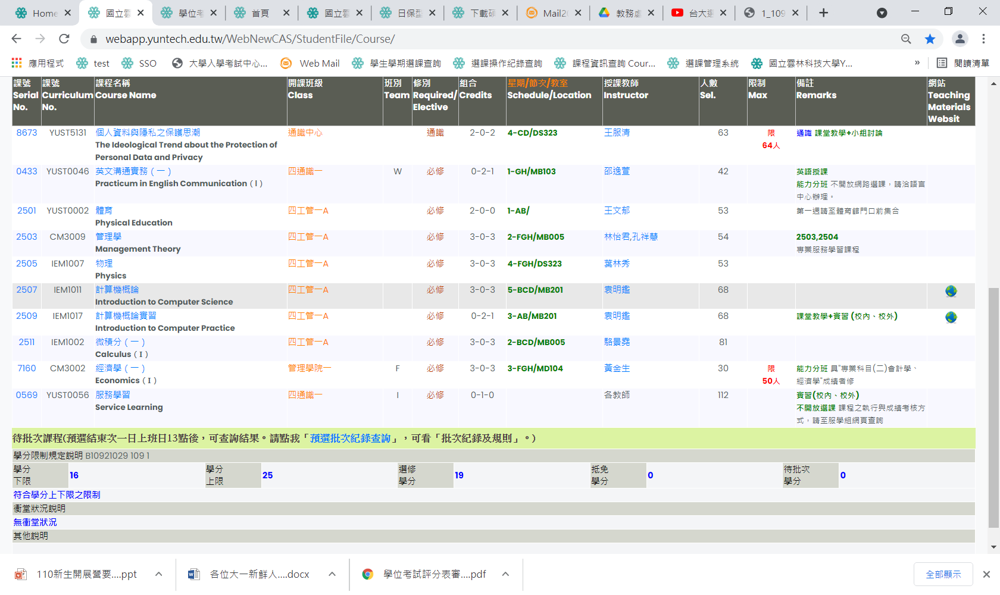 Home
國立雲
學位考
首頁
國立雲
日保型
下載碩
Mail20
教務處
台大選
1_109
webapp.yuntech.edu.tw/WebNewCAS/StudentFile/Course/
應用程式 test SSO 大學入學考試中心... Web Mail 學生學期選課查詢 選課操作紀錄查詢 課程資訊查詢 Cour... 選課管理系統 國立雲林科技大學Y... » 閱讀清單
課號 課號 課程名稱 開課班級 班別 修別 組合 星期/節次/教室 授課教師 人數 限制 備註 網站
Serial Curriculum Course Name Class Team Required/ Credits Schedule/Location Instructor Sel. Max Remarks Teaching
No. No. Elective Materials
Websit
8673 YUST5131 個人資料與隱私之保護思潮 通識中心 通識 2-0-2 4-CD/DS323 王服清 63 限 通識 課堂教學+小組討論
The Ideological Trend about the Protection of 64人
Personal Data and Privacy
0433 YUST0046 英文溝通實務（一） 四通識一 W 必修 0-2-1 1-GH/MB103 邵逸萱 42 英語授課
Practicum in English Communication（I） 能力分班 不開放網路選課，請洽語言
中心辦理。
2501 YUST0002 體育 四工管一A 必修 2-0-0 1-AB/ 王文郁 53 第一週請至體育館門口前集合
Physical Education
2503 CM3009 管理學 四工管一A 必修 3-0-3 2-FGH/MB005 林怡君,孔祥慧 54 2503,2504
Management Theory 專業服務學習課程
2505 IEM1007 物理 四工管一A 必修 3-0-3 4-FGH/DS323 葉林秀 53
Physics
2507 IEM1011 計算機概論 四工管一A 必修 3-0-3 5-BCD/MB201 袁明鑑 68
Introduction to Computer Science
2509 IEM1017 計算機概論實習 四工管一A 必修 0-2-1 3-AB/MB201 袁明鑑 68 課堂教學+實習 (校內、校外)
Introduction to Computer Practice
2511 IEM1002 微積分（一） 四工管一A 必修 3-0-3 2-BCD/MB005 駱景堯 81
Calculus（I）
7160 CM3002 經濟學（一） 管理學院一 F 必修 3-0-3 3-FGH/MD104 黃金生 30 限 能力分班 具"專業科目(二)會計學、
Economics（I） 50人 經濟學"成績者修
0569 YUST0056 服務學習 四通識一 I 必修 0-1-0 各教師 112 實習(校內、校外)
Service Learning 不開放選課 課程之執行與成績考核方
式，請至服學組網頁查詢
待批次課程(預選結束次一日上班日13點後，可查詢結果。請點我「預選批次紀錄查詢」，可看「批次紀錄及規則」。)
學分限制規定說明 B10921029 109 1
學分下限 16 學分上限 25 選修學分 19 抵免學分 0 待批次學分 0
符合學分上下限之限制
衝堂狀況說明
無衝堂狀況
其他說明
110新生開展營要....ppt 各位大一新鮮人....docx 學位考試評分表審....pdf 全部顯示